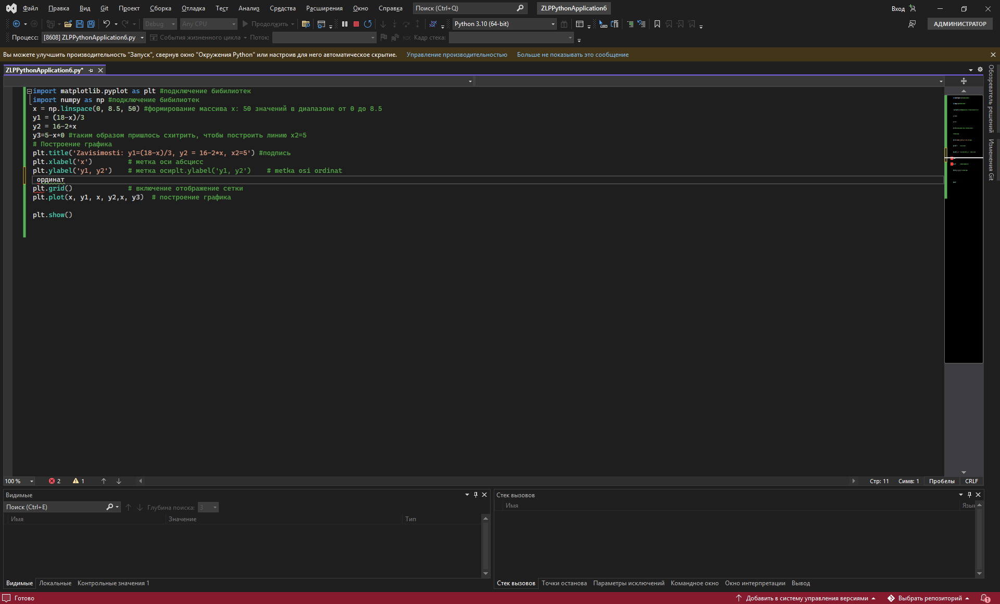 Файл Правка Вид Git Проект Сборка Отладка Тест Анализ Средства Расширения Окно Справка Поиск (Ctrl+Q) ZLPPythonApplication6 Вход
Debug Any CPU Продолжить Python 3.10 (64-bit) АДМИНИСТРАТОР
Процесс: [8608] ZLPPythonApplication6.py События жизненного цикла Поток: Кадр стека:
Вы можете улучшить производительность "Запуск", свернув окно "Окружения Python" или настроив для него автоматическое скрытие. Управление производительностью Больше не показывать это сообщение
ZLPPythonApplication6.py*
import matplotlib.pyplot as plt #подключение бибилиотек
import numpy as np #подключение бибилиотек
x = np.linspace(0, 8.5, 50) #формирование массива x: 50 значений в диапазоне от 0 до 8.5
y1 = (18-x)/3
y2 = 16-2*x
y3=5-x*0 #таким образом пришлось схитрить, чтобы построить линию x2=5
# Построение графика
plt.title('Zavisimosti: y1=(18-x)/3, y2 = 16-2*x, x2=5') #подпись
plt.xlabel('x') # метка оси абсцисс
plt.ylabel('y1, y2') # метка осиplt.ylabel('y1, y2') # metka osi ordinat
ординат
plt.grid() # включение отображение сетки
plt.plot(x, y1, x, y2,x, y3) # построение графика
plt.show()
Обозреватель решений
Изменения Git
100 % 2 1 Стр: 11 Симв: 1 Пробелы CRLF
Видимые
Поиск (Ctrl+E) Глубина поиска: 3
Имя Значение Тип
Видимые Локальные Контрольные значения 1
Стек вызовов
Имя Язык
Стек вызовов Точки останова Параметры исключений Командное окно Окно интерпретации Вывод
Готово Добавить в систему управления версиями Выбрать репозиторий 1